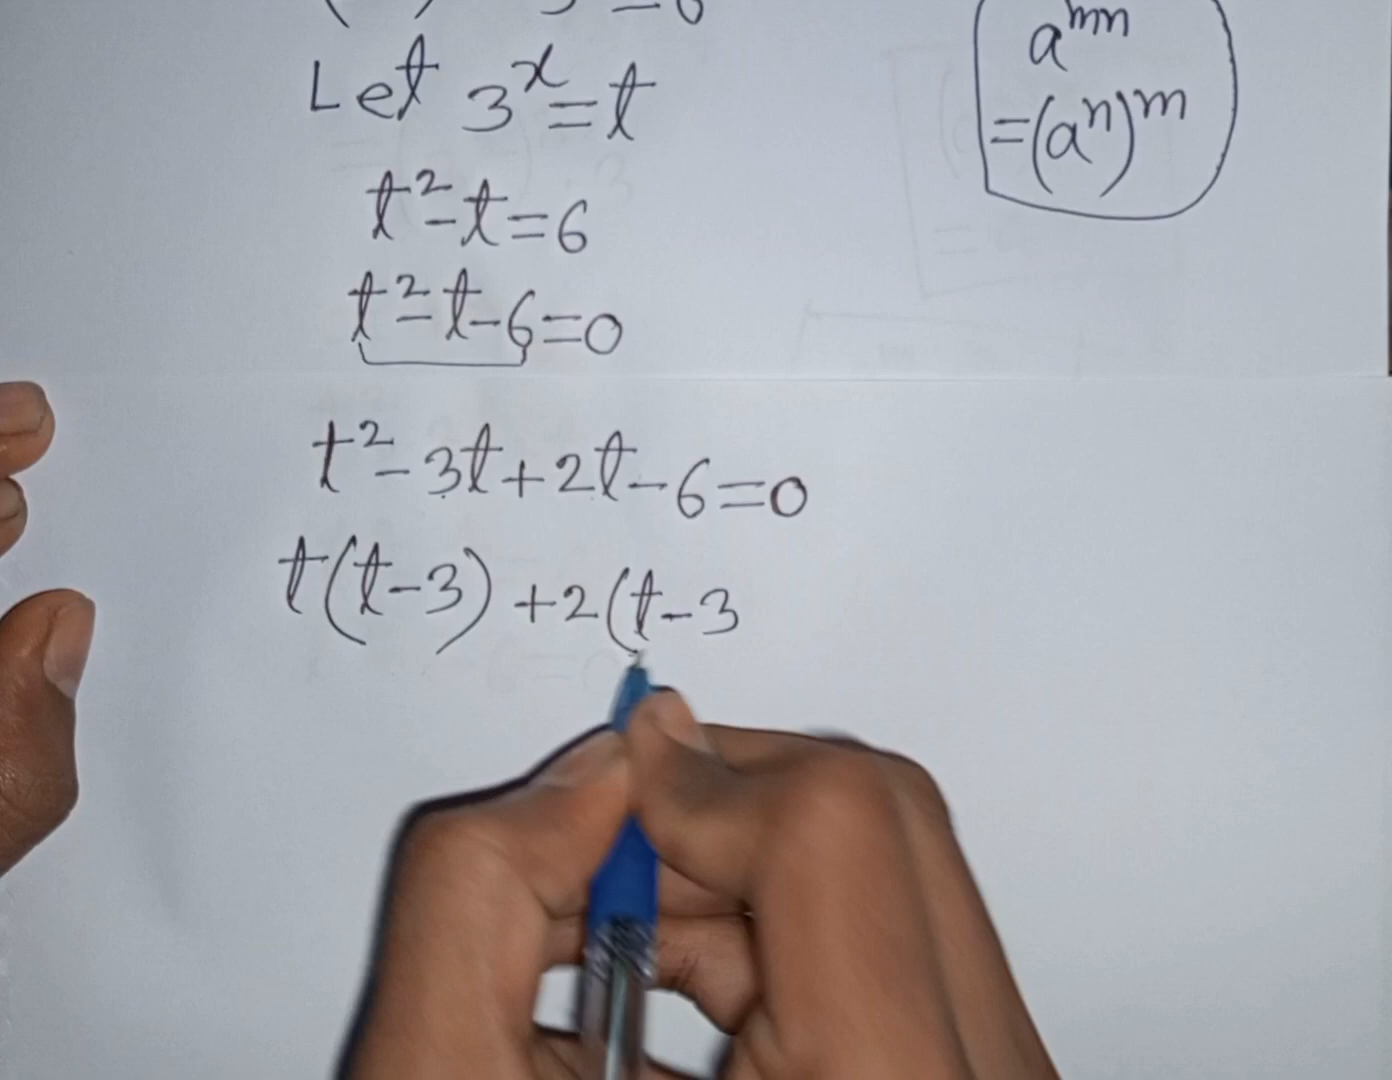 Let 3^x = t
t² - t = 6
t² - t - 6 = 0
t² - 3t + 2t - 6 = 0
t(t-3) + 2(t-3
a^mn
= (a^n)^m